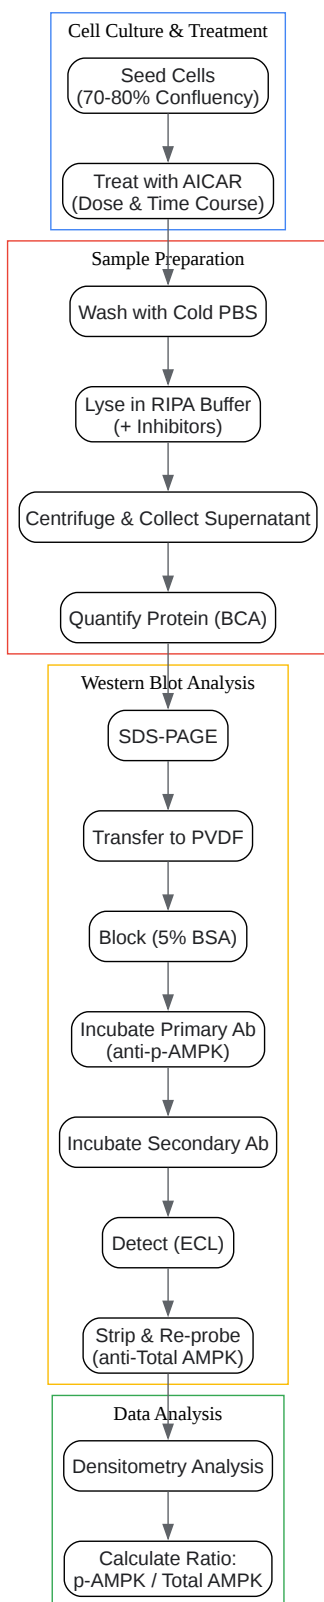 Cell Culture & Treatment
Seed Cells
(70-80% Confluency)
Treat with AICAR
(Dose & Time Course)
Sample Preparation
Wash with Cold PBS
Lyse in RIPA Buffer
(+ Inhibitors)
Centrifuge & Collect Supernatant
Quantify Protein (BCA)
Western Blot Analysis
SDS-PAGE
Transfer to PVDF
Block (5% BSA)
Incubate Primary Ab
(anti-p-AMPK)
Incubate Secondary Ab
Detect (ECL)
Strip & Re-probe
(anti-Total AMPK)
Data Analysis
Densitometry Analysis
Calculate Ratio:
p-AMPK / Total AMPK